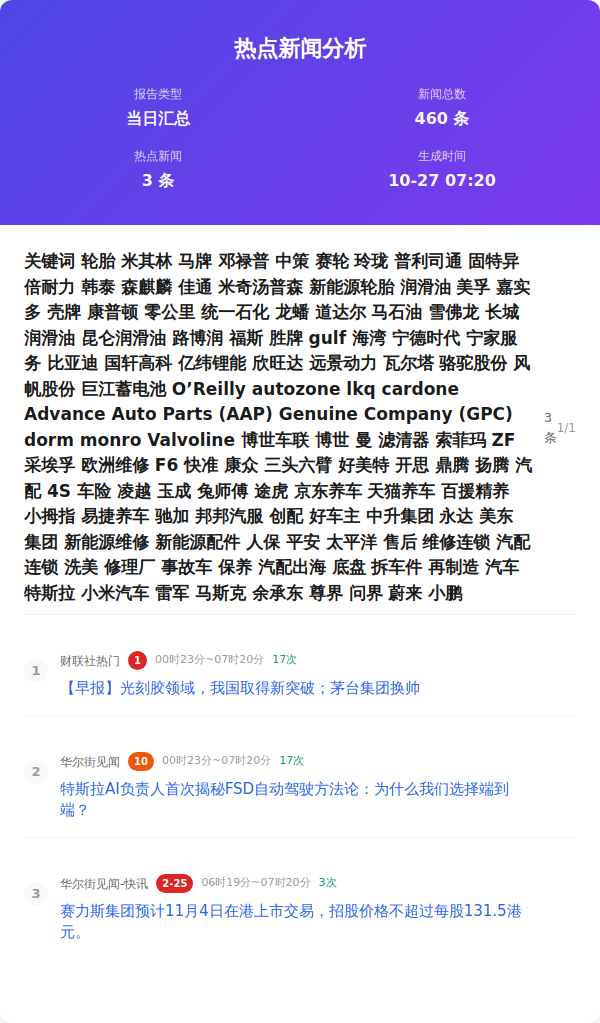 热点新闻分析
报告类型
新闻总数
当日汇总
460 条
热点新闻
生成时间
3 条
10-27 07:20
关键词 轮胎 米其林 马牌 邓禄普 中策 赛轮 玲珑 普利司通 固特异
倍耐力 韩泰 森麒麟 佳通 米奇汤普森 新能源轮胎 润滑油 美孚 嘉实
多 壳牌 康普顿 零公里 统一石化 龙蟠 道达尔 马石油 雪佛龙 长城
润滑油 昆仑润滑油 路博润 福斯 胜牌 gulf 海湾 宁德时代 宁家服
务 比亚迪 国轩高科 亿纬锂能 欣旺达 远景动力 瓦尔塔 骆驼股份 风
帆股份 巨江蓄电池 O’Reilly autozone lkq cardone
Advance Auto Parts (AAP) Genuine Company (GPC)
dorm monro Valvoline 博世车联 博世 曼 滤清器 索菲玛 ZF
采埃孚 欧洲维修 F6 快准 康众 三头六臂 好美特 开思 鼎腾 扬腾 汽
配 4S 车险 凌越 玉成 兔师傅 途虎 京东养车 天猫养车 百援精养
小拇指 易捷养车 驰加 邦邦汽服 创配 好车主 中升集团 永达 美东
集团 新能源维修 新能源配件 人保 平安 太平洋 售后 维修连锁 汽配
连锁 洗美 修理厂 事故车 保养 汽配出海 底盘 拆车件 再制造 汽车
特斯拉 小米汽车 雷军 马斯克 余承东 尊界 问界 蔚来 小鹏
3
条
1/1
1
财联社热门 1 00时23分~07时20分 17次
【早报】光刻胶领域，我国取得新突破；茅台集团换帅
2
华尔街见闻 10 00时23分~07时20分 17次
特斯拉AI负责人首次揭秘FSD自动驾驶方法论：为什么我们选择端到
端？
3
华尔街见闻-快讯 2-25 06时19分~07时20分 3次
赛力斯集团预计11月4日在港上市交易，招股价格不超过每股131.5港
元。